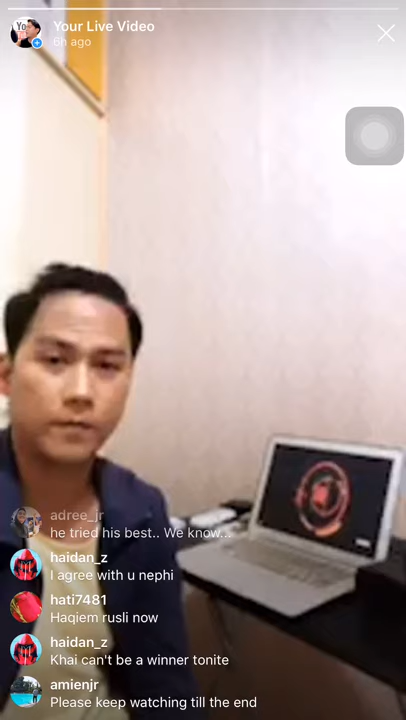 Yo
Your Live Video
6h ago
adree_jr
he tried his best.. We know...
haidan_z
I agree with u nephi
hati7481
Haqiem rusli now
haidan_z
Khai can't be a winner tonite
amienjr
Please keep watching till the end